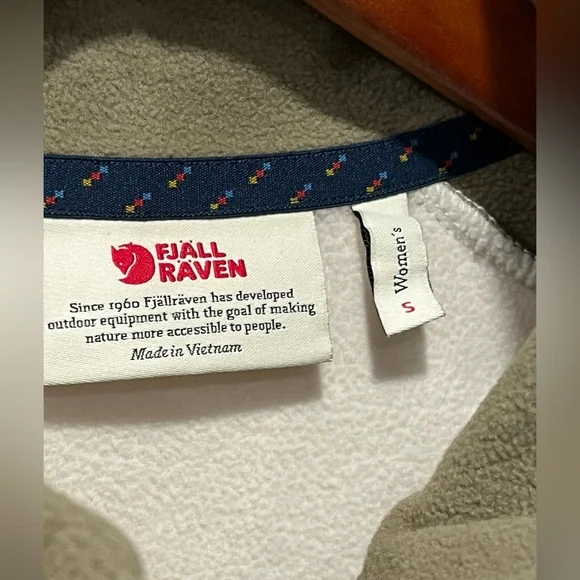 FJÄLL
RÄVEN
Since 1960 Fjällräven has developed
outdoor equipment with the goal of making
nature more accessible to people.
Made in Vietnam
Women's
S